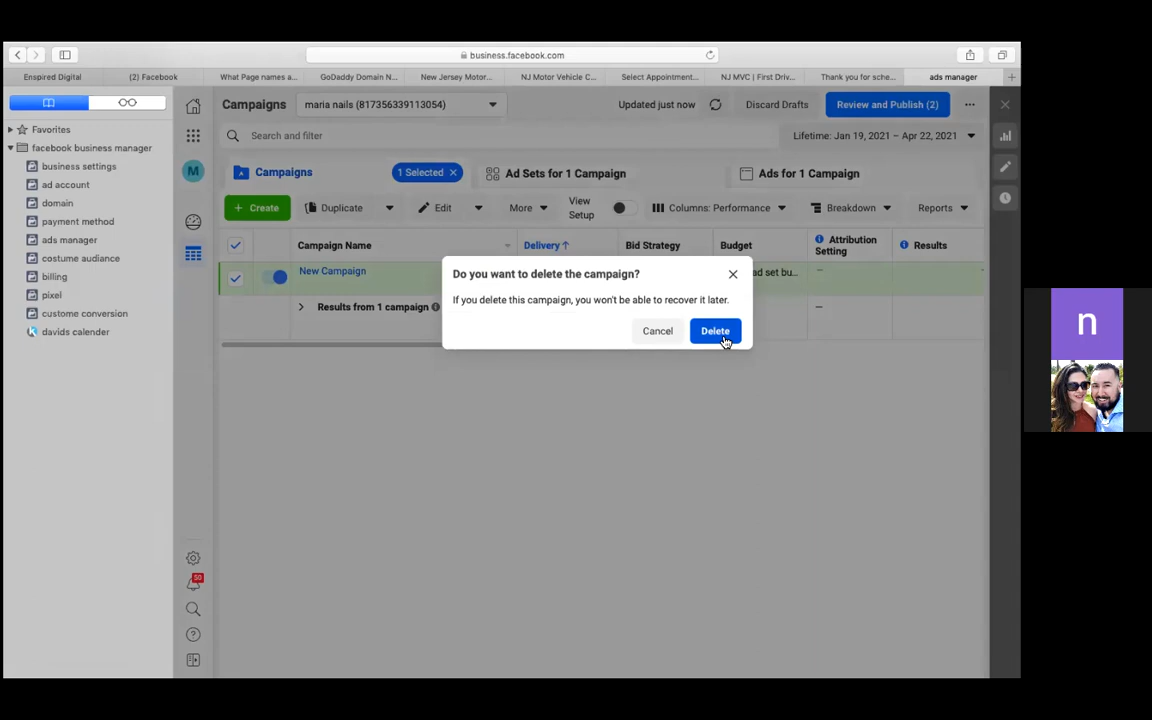 business.facebook.com
Enspired Digital
(2) Facebook
What Page names a...
GoDaddy Domain N...
New Jersey Motor...
NJ Motor Vehicle C...
Select Appointment...
NJ MVC | First Driv...
Thank you for sche...
ads manager
Favorites
facebook business manager
business settings
ad account
domain
payment method
ads manager
costume audiance
billing
pixel
custome conversion
davids calender
Campaigns
maria nails (817356339113054)
Updated just now
Discard Drafts
Review and Publish (2)
Search and filter
Lifetime: Jan 19, 2021 – Apr 22, 2021
M
Campaigns
1 Selected
Ad Sets for 1 Campaign
Ads for 1 Campaign
+ Create
Duplicate
Edit
More
View
Setup
Columns: Performance
Breakdown
Reports
Campaign Name
Delivery ↑
Bid Strategy
Budget
Attribution
Setting
Results
New Campaign
ad set bu...
—
Results from 1 campaign
—
Do you want to delete the campaign?
If you delete this campaign, you won't be able to recover it later.
Cancel
Delete
50
n